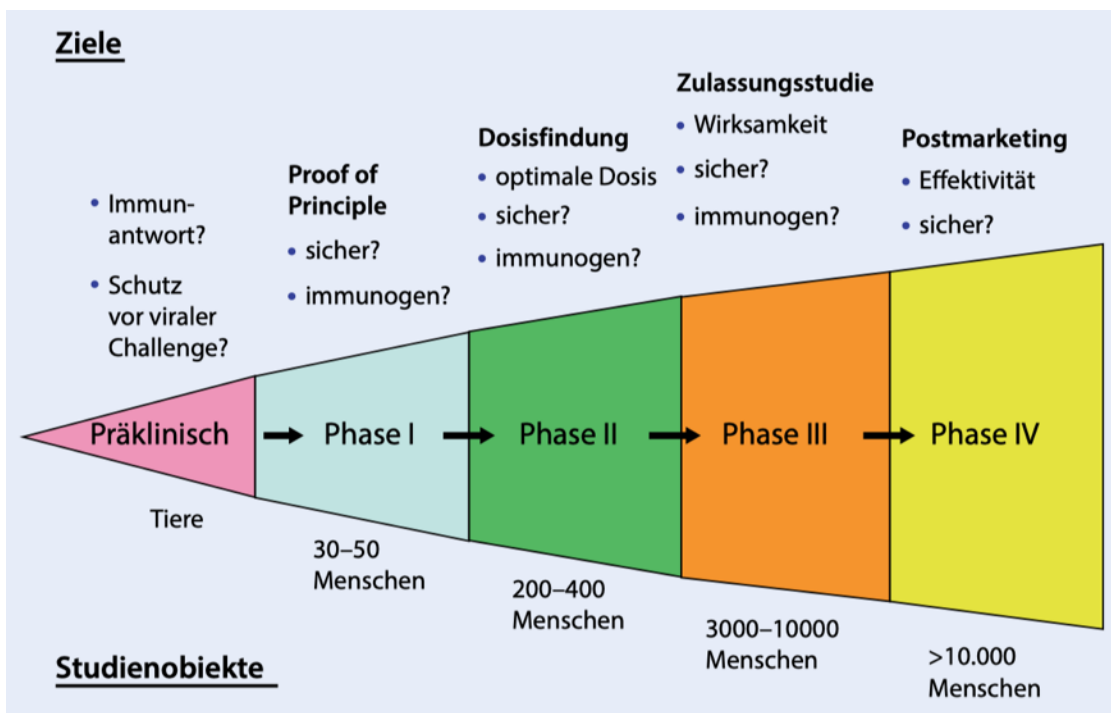 Ziele
• Immun-
antwort?
• Schutz
vor viraler
Challenge?
Proof of
Principle
• sicher?
• immunogen?
Dosisfindung
• optimale Dosis
• sicher?
• immunogen?
Zulassungsstudie
• Wirksamkeit
• sicher?
• immunogen?
Postmarketing
• Effektivität
• sicher?
Präklinisch
Phase I
Phase II
Phase III
Phase IV
Tiere
30–50
Menschen
200–400
Menschen
3000–10000
Menschen
>10.000
Menschen
Studienobiekte